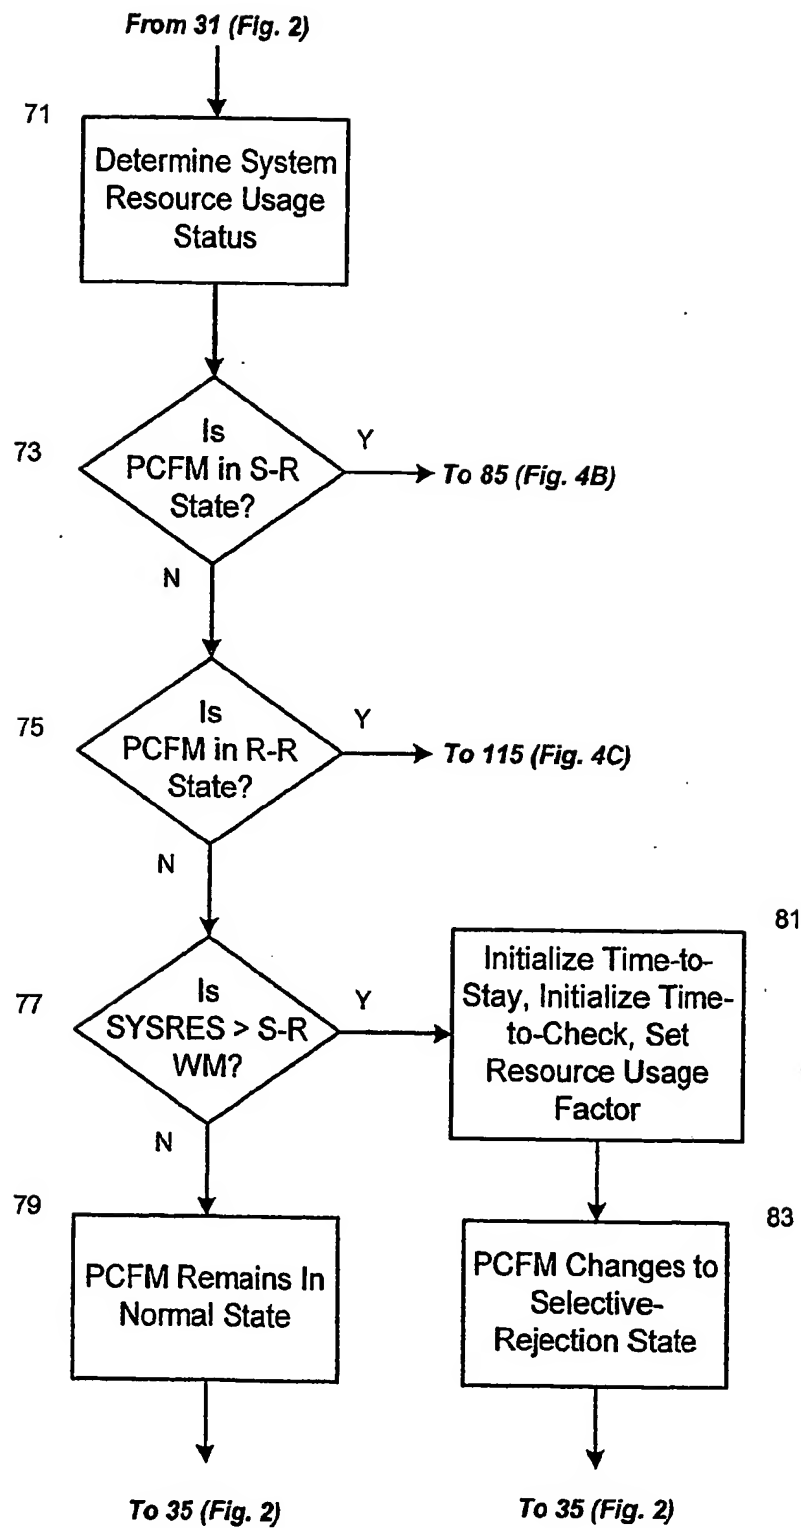 From 31 (Fig. 2)
71
Determine System
Resource Usage
Status
73
Is
PCFM in S-R
State?
Y
To 85 (Fig. 4B)
N
75
Is
PCFM in R-R
State?
Y
To 115 (Fig. 4C)
N
77
Is
SYSRES > S-R
WM?
Y
81
Initialize Time-to-
Stay, Initialize Time-
to-Check, Set
Resource Usage
Factor
N
79
PCFM Remains In
Normal State
83
PCFM Changes to
Selective-
Rejection State
To 35 (Fig. 2)
To 35 (Fig. 2)